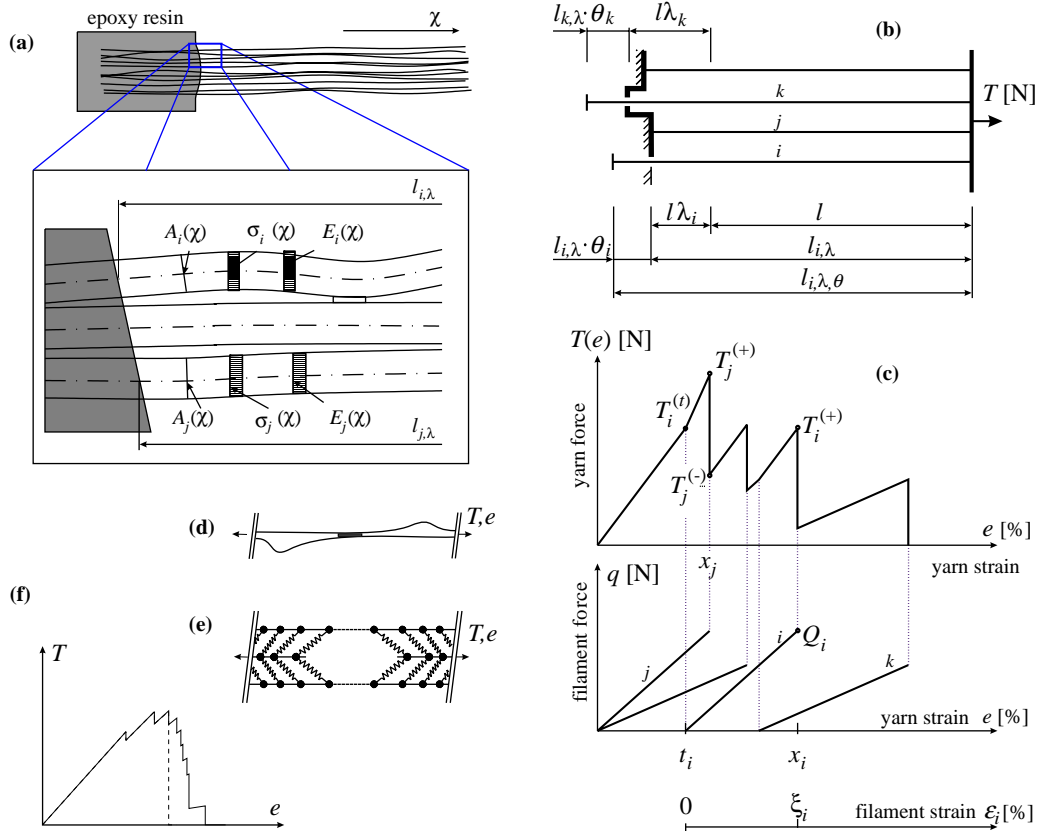 (a)
epoxy resin
χ
l_{i,λ}
A_i(χ)
σ_i(χ)
E_i(χ)
A_j(χ)
σ_j(χ)
E_j(χ)
l_{j,λ}
(b)
l_{k,λ}·θ_k
lλ_k
k
j
i
T [N]
lλ_i
l
l_{i,λ}·θ_i
l_{i,λ}
l_{i,λ,θ}
(c)
T(e) [N]
T_j^{(+)}
T_i^{(t)}
T_i^{(+)}
T_j^{(-)}
yarn force
e [%]
x_j
yarn strain
q [N]
filament force
j
i
Q_i
k
yarn strain e [%]
t_i
x_i
0
ξ_i
filament strain ε_i [%]
(d)
T,e
(e)
T,e
(f)
T
e